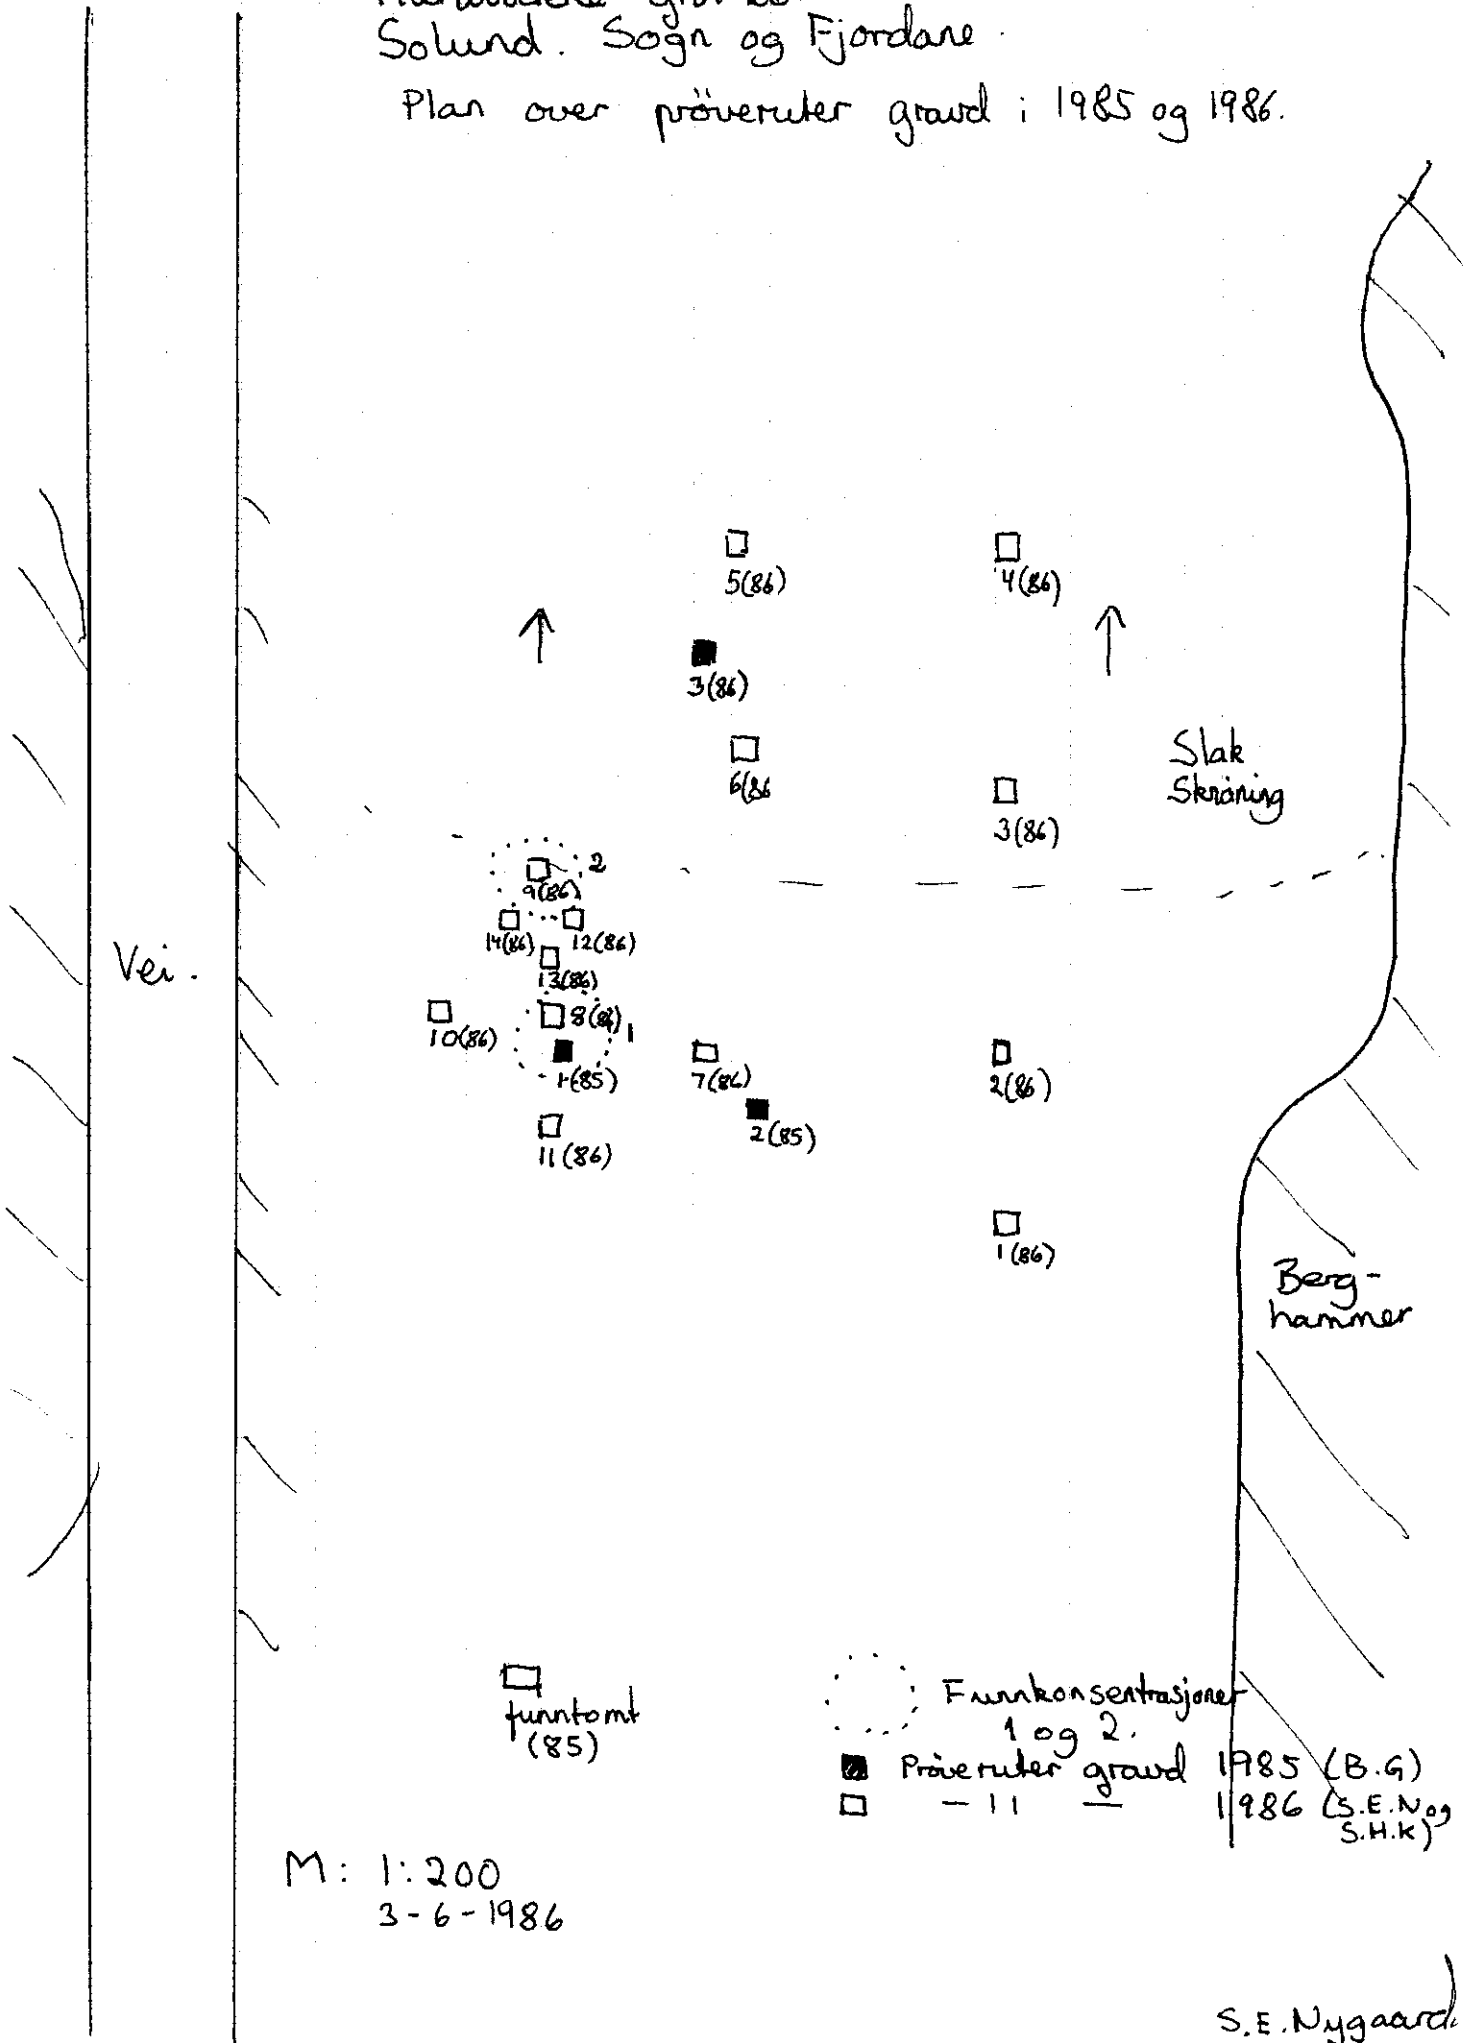 Solund. Sogn og Fjordane.
Plan over pröveruter gravd i 1985 og 1986.
5(86)
4(86)
3(86)
6(86
3(86)
Slak
Skråning
2
9(86)
14(86)
12(86)
13(86)
Vei.
10(86)
8(86)
1
1(85)
7(86)
2(86)
2(85)
11(86)
1(86)
Berg-
hammer
funntomt
(85)
Funnkonsentrasjoner
1 og 2.
Pröveruter gravd 1985 (B.G)
— 11 — 1986 (S.E.N og
S.H.K)
M: 1:200
3-6-1986
S.E. Nygaard